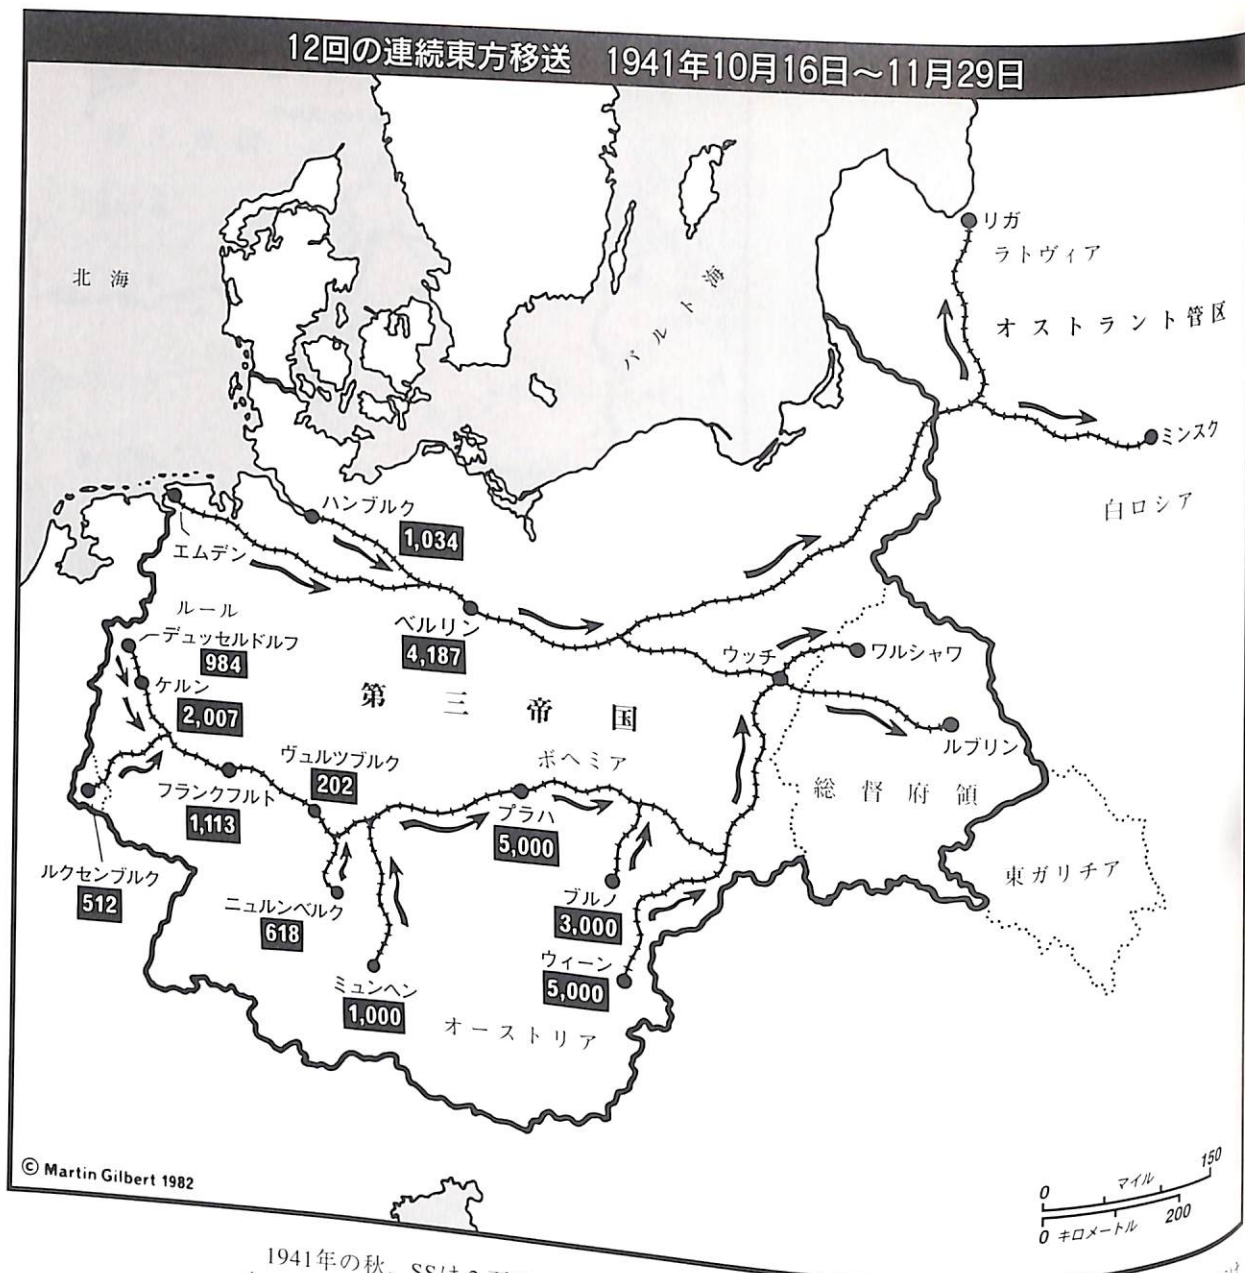 12回の連続東方移送　1941年10月16日～11月29日
北海
バルト海
リガ
ラトヴィア
オストラント管区
ミンスク
白ロシア
ハンブルク
1,034
エムデン
ルール
デュッセルドルフ
984
ベルリン
4,187
ケルン
2,007
第三帝国
ウッチ
ワルシャワ
ルブリン
総督府領
東ガリチア
ヴュルツブルク
202
ボヘミア
フランクフルト
1,113
プラハ
5,000
ルクセンブルク
512
ニュルンベルク
618
ブルノ
3,000
ミュンヘン
1,000
ウィーン
5,000
オーストリア
© Martin Gilbert 1982
0 マイル 150
0 キロメートル 200
1941年の秋、SSは